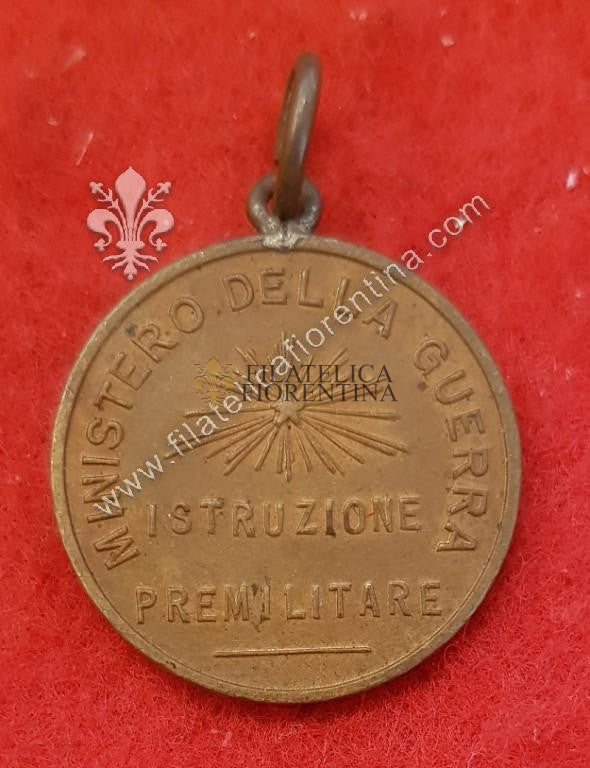 MINISTERO DELLA GUERRA
FILATELICA
FIORENTINA
ISTRUZIONE
PREMILITARE
www.filatelicafiorentina.com